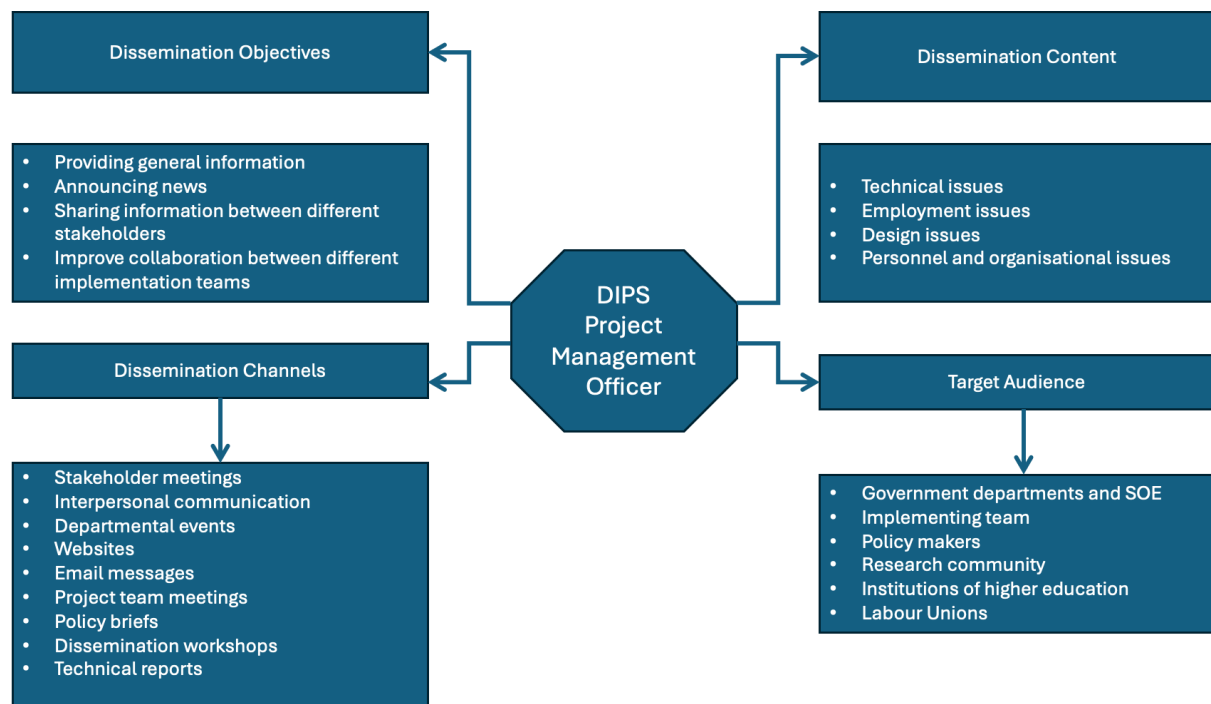 Dissemination Objectives
• Providing general information
• Announcing news
• Sharing information between different
stakeholders
• Improve collaboration between different
implementation teams
Dissemination Channels
• Stakeholder meetings
• Interpersonal communication
• Departmental events
• Websites
• Email messages
• Project team meetings
• Policy briefs
• Dissemination workshops
• Technical reports
DIPS
Project
Management
Officer
Dissemination Content
• Technical issues
• Employment issues
• Design issues
• Personnel and organisational issues
Target Audience
• Government departments and SOE
• Implementing team
• Policy makers
• Research community
• Institutions of higher education
• Labour Unions